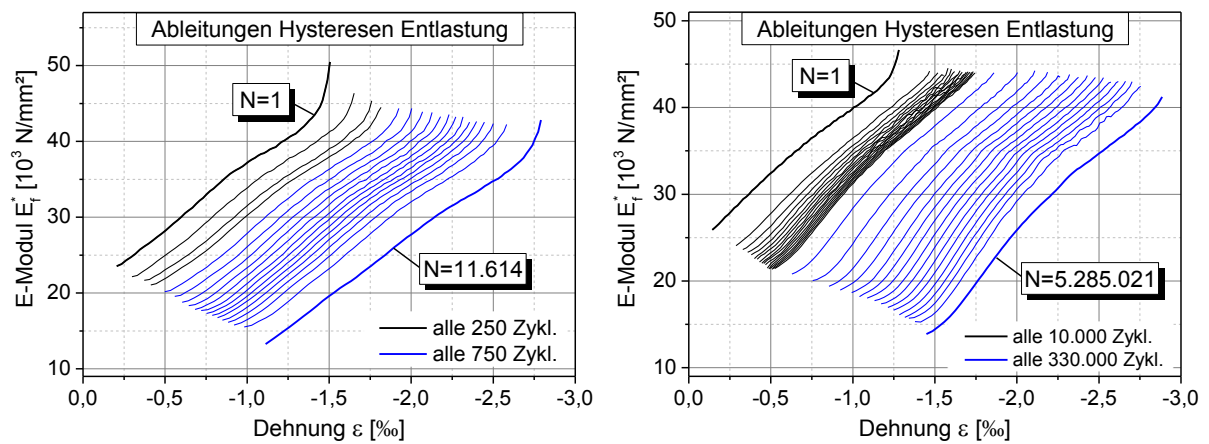 Ableitungen Hysteresen Entlastung
E-Modul E*f [10³ N/mm²]
50
40
30
20
10
N=1
N=11.614
alle 250 Zykl.
alle 750 Zykl.
0,0 -0,5 -1,0 -1,5 -2,0 -2,5 -3,0
Dehnung ε [‰]
Ableitungen Hysteresen Entlastung
E-Modul E*f [10³ N/mm²]
50
40
30
20
10
N=1
N=5.285.021
alle 10.000 Zykl.
alle 330.000 Zykl.
0,0 -0,5 -1,0 -1,5 -2,0 -2,5 -3,0
Dehnung ε [‰]